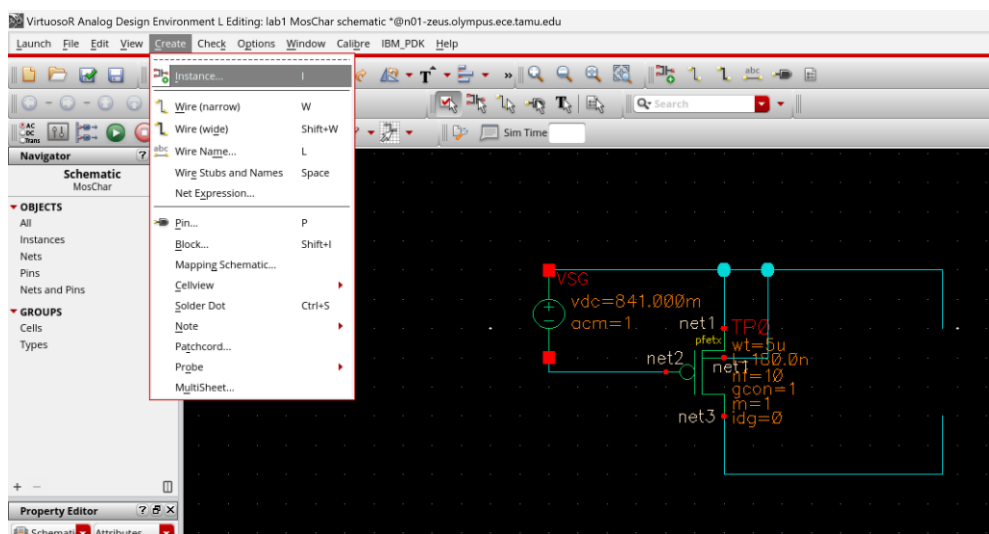 VirtuosoR Analog Design Environment L Editing: lab1 MosChar schematic *@n01-zeus.olympus.ece.tamu.edu
Launch File Edit View Create Check Options Window Calibre IBM_PDK Help
Instance... I
Wire (narrow) W
Wire (wide) Shift+W
Wire Name... L
Wire Stubs and Names Space
Net Expression...
Pin... P
Block... Shift+I
Mapping Schematic...
Cellview
Solder Dot Ctrl+S
Note
Patchcord...
Probe
MultiSheet...
T
»
abc
Search
AC
DC
Trans
Sim Time
Navigator ?
Schematic
MosChar
OBJECTS
All
Instances
Nets
Pins
Nets and Pins
GROUPS
Cells
Types
+ −
Property Editor ?
Schemati Attributes
VSG
vdc=841.000m
acm=1
net1 TP0
pfetx wt=5u
net2 180.0n
net1
nf=10
gcon=1
m=1
net3 idg=0